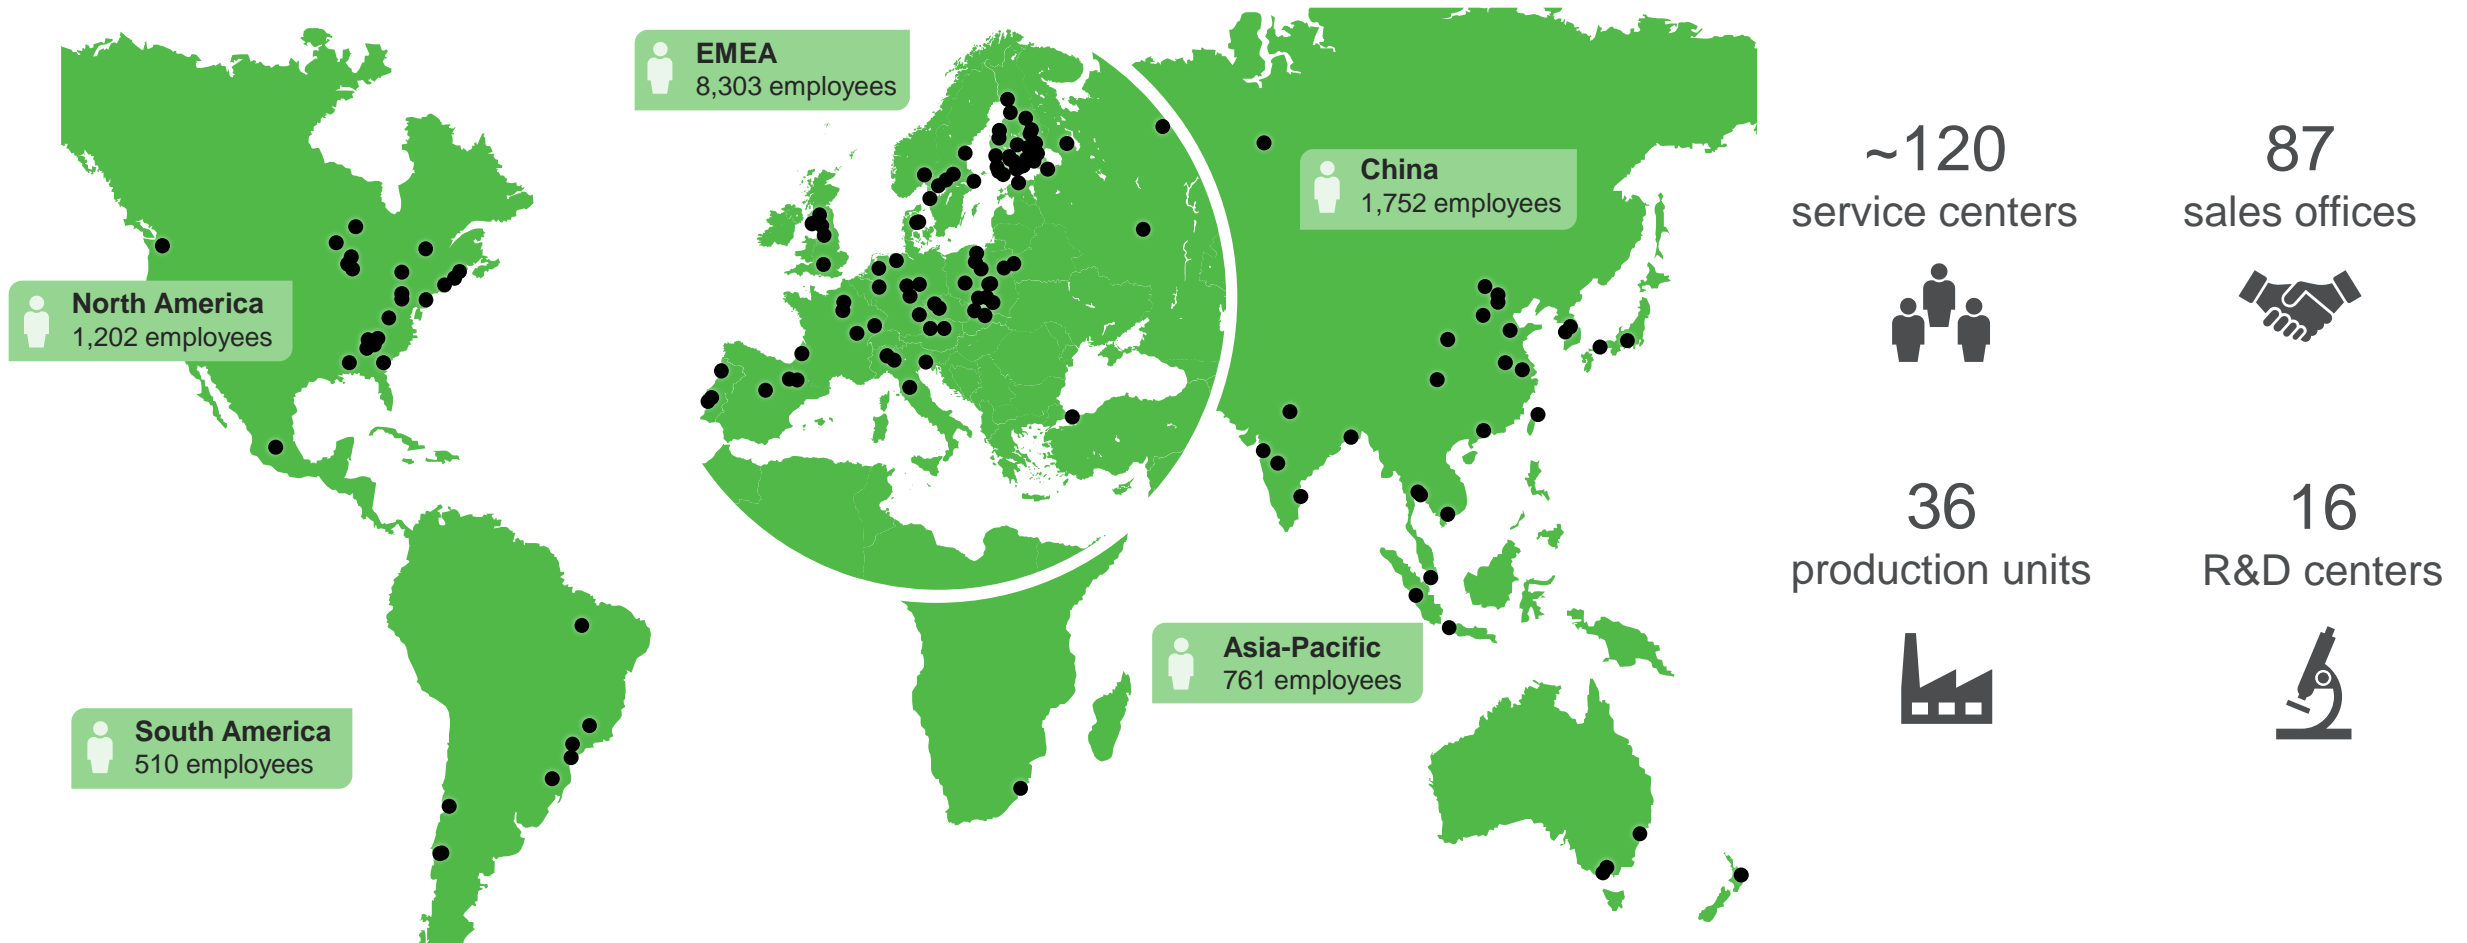 EMEA
8,303 employees
China
1,752 employees
North America
1,202 employees
Asia-Pacific
761 employees
South America
510 employees
~120
service centers
87
sales offices
36
production units
16
R&D centers